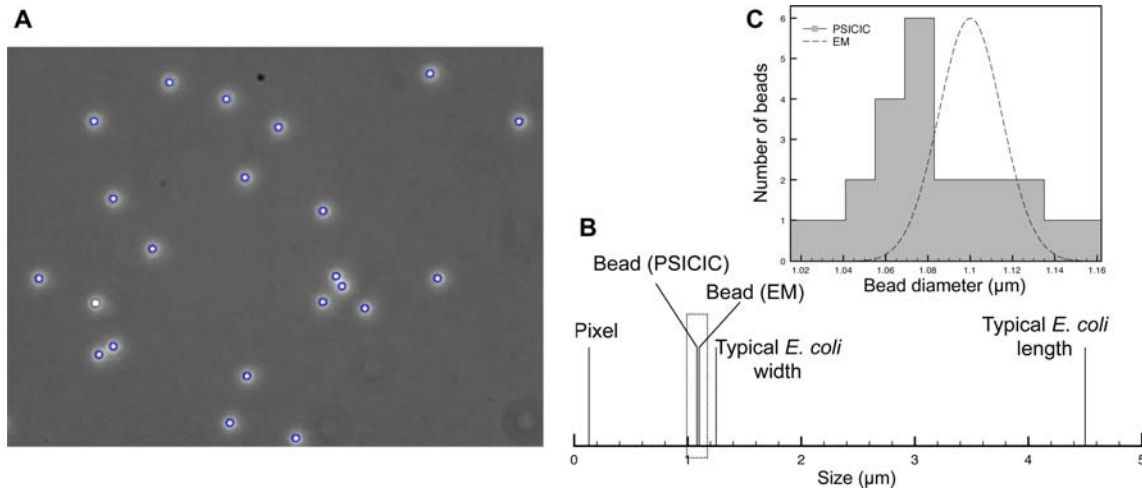 A
C
Number of beads
6
5
4
3
2
1
0
PSICIC
EM
1.02
1.04
1.06
1.08
1.1
1.12
1.14
1.16
Bead diameter (μm)
B
Bead (PSICIC)
Bead (EM)
Pixel
Typical E. coli
width
Typical E. coli
length
0
1
2
3
4
5
Size (μm)